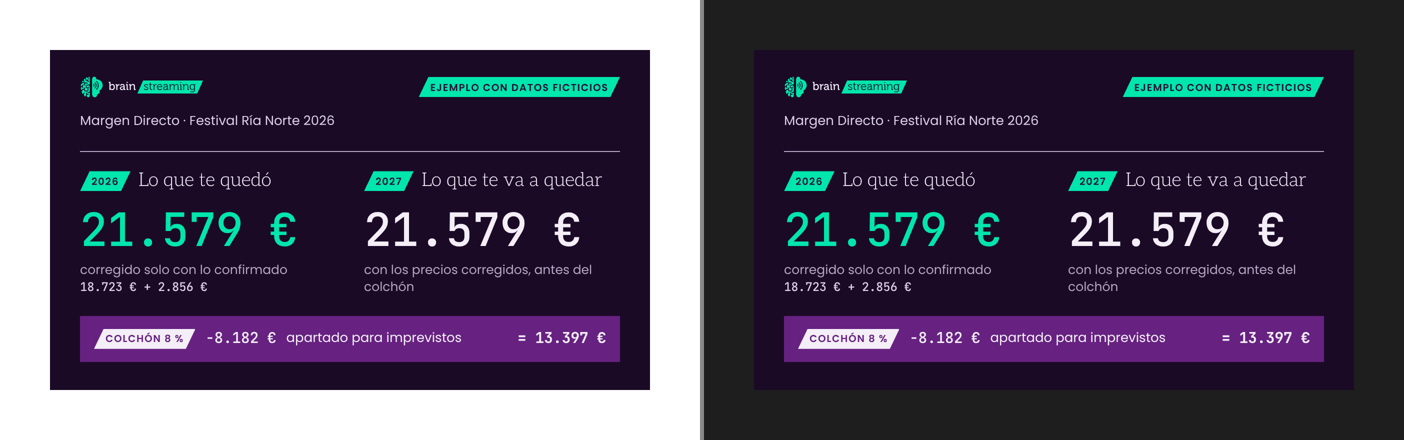 brain streaming
EJEMPLO CON DATOS FICTICIOS
Margen Directo · Festival Ría Norte 2026
2026 Lo que te quedó
21.579 €
corregido solo con lo confirmado
18.723 € + 2.856 €
2027 Lo que te va a quedar
21.579 €
con los precios corregidos, antes del
colchón
COLCHÓN 8 % -8.182 € apartado para imprevistos = 13.397 €
brain streaming
EJEMPLO CON DATOS FICTICIOS
Margen Directo · Festival Ría Norte 2026
2026 Lo que te quedó
21.579 €
corregido solo con lo confirmado
18.723 € + 2.856 €
2027 Lo que te va a quedar
21.579 €
con los precios corregidos, antes del
colchón
COLCHÓN 8 % -8.182 € apartado para imprevistos = 13.397 €